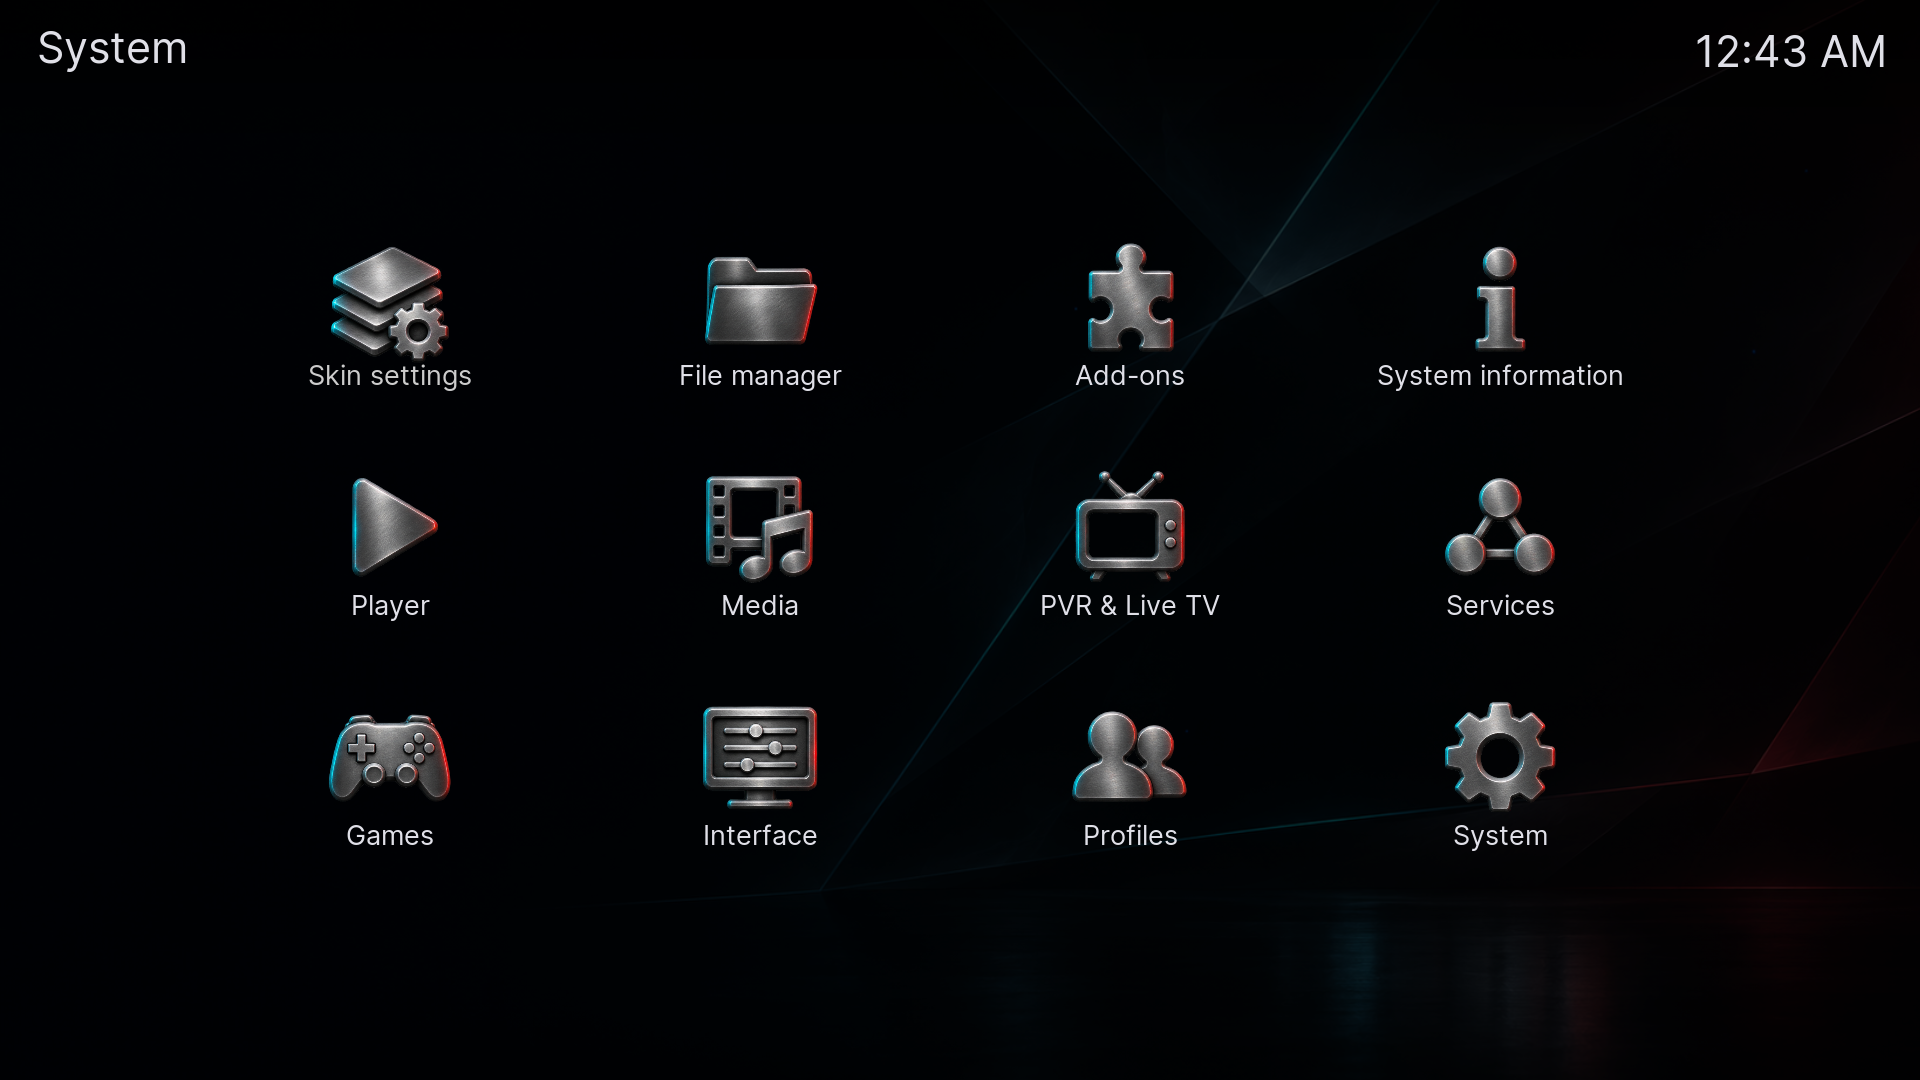 System
12:43 AM
Skin settings
File manager
Add-ons
System information
Player
Media
PVR & Live TV
Services
Games
Interface
Profiles
System